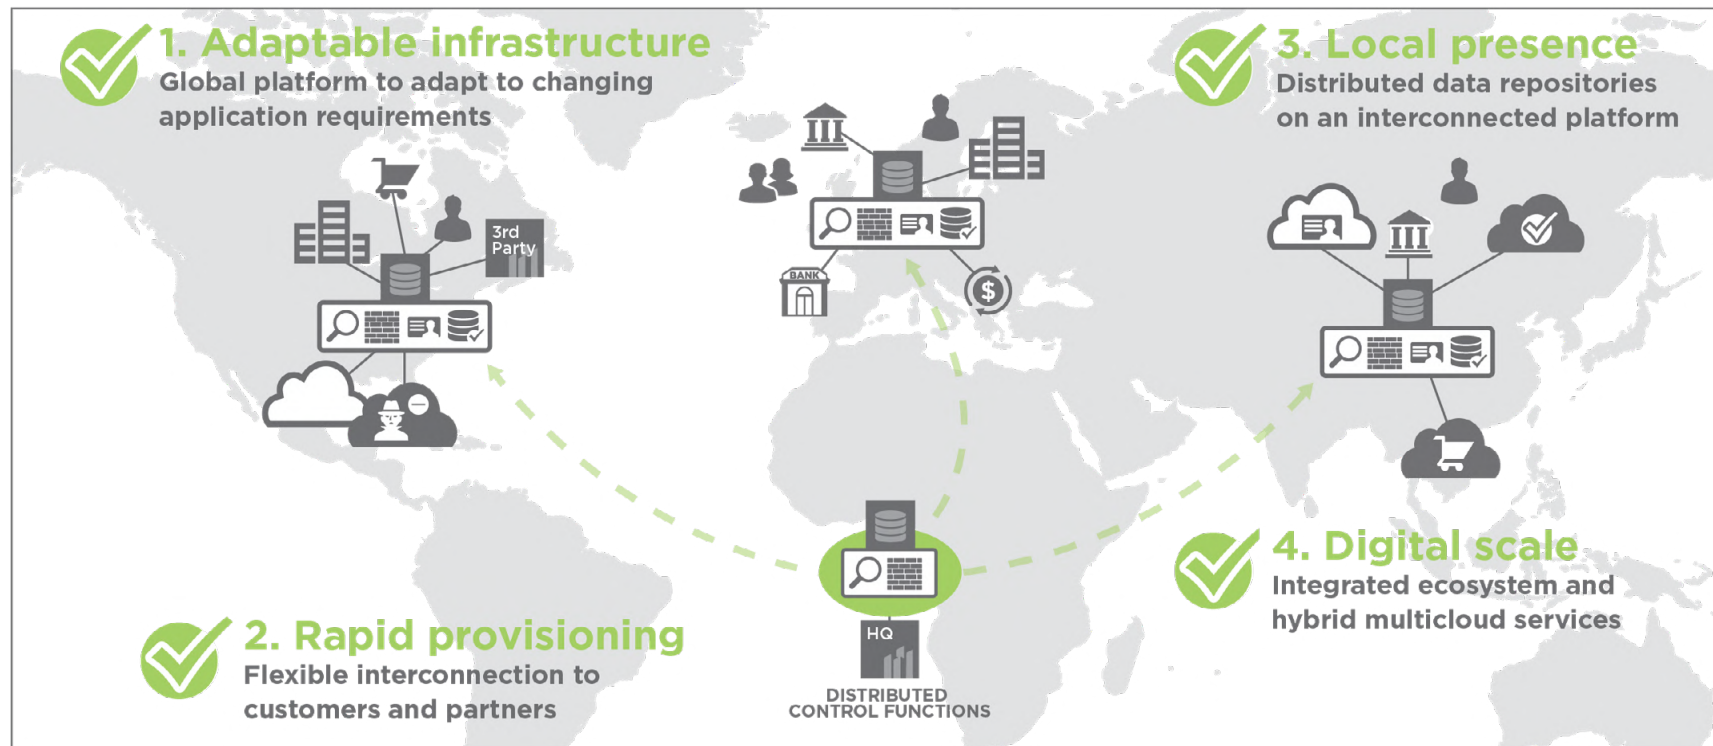 1. Adaptable infrastructure
Global platform to adapt to changing
application requirements
3. Local presence
Distributed data repositories
on an interconnected platform
3rd
Party
BANK
$
4. Digital scale
Integrated ecosystem and
hybrid multicloud services
2. Rapid provisioning
Flexible interconnection to
customers and partners
HQ
DISTRIBUTED
CONTROL FUNCTIONS